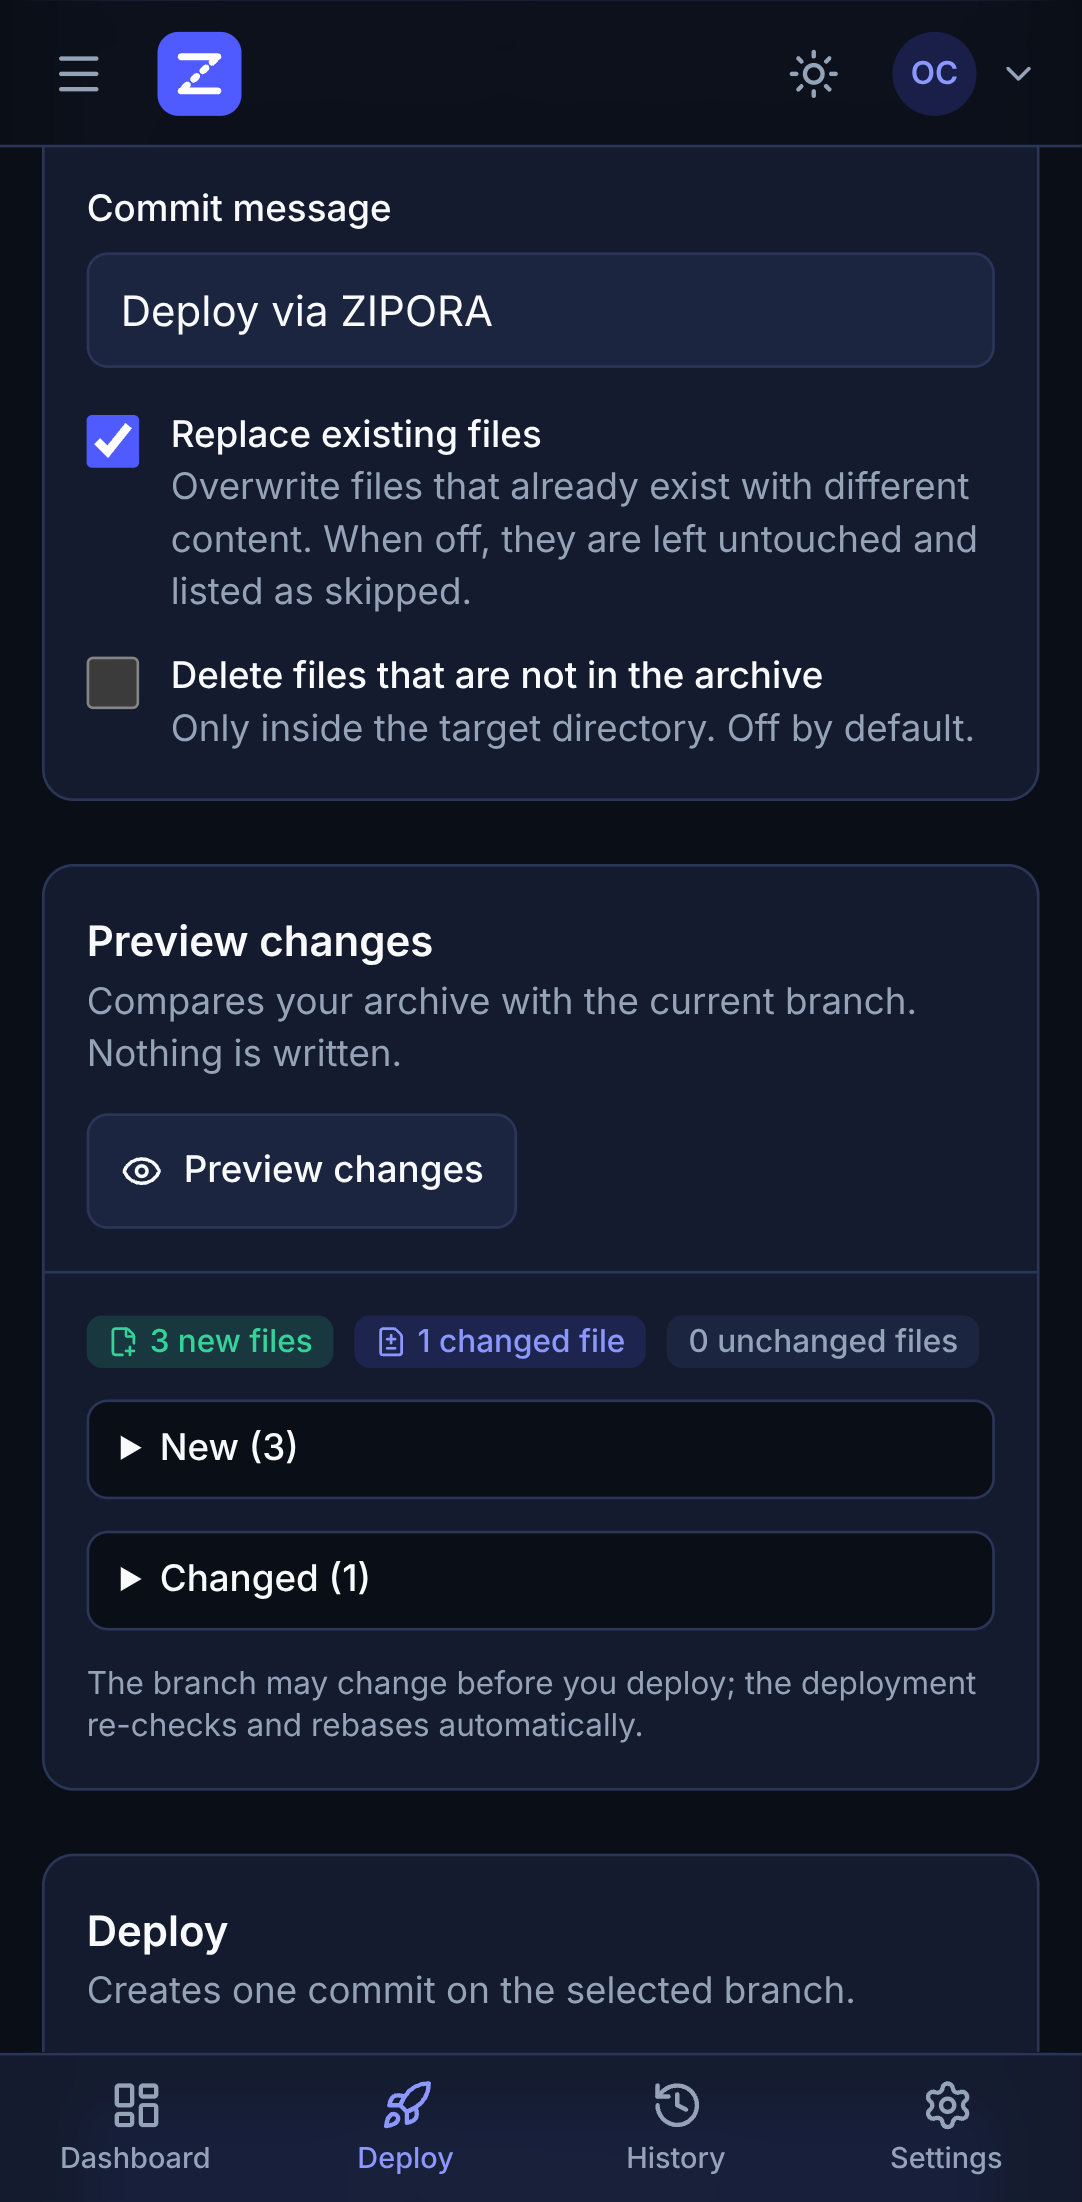 OC
Commit message
Deploy via ZIPORA
Replace existing files
Overwrite files that already exist with different
content. When off, they are left untouched and
listed as skipped.
Delete files that are not in the archive
Only inside the target directory. Off by default.
Preview changes
Compares your archive with the current branch.
Nothing is written.
Preview changes
3 new files 1 changed file 0 unchanged files
New (3)
Changed (1)
The branch may change before you deploy; the deployment
re-checks and rebases automatically.
Deploy
Creates one commit on the selected branch.
Dashboard Deploy History Settings